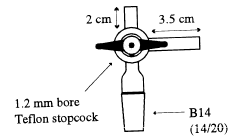 2 cm
3.5 cm
1.2 mm bore
Teflon stopcock
B14
(14/20)